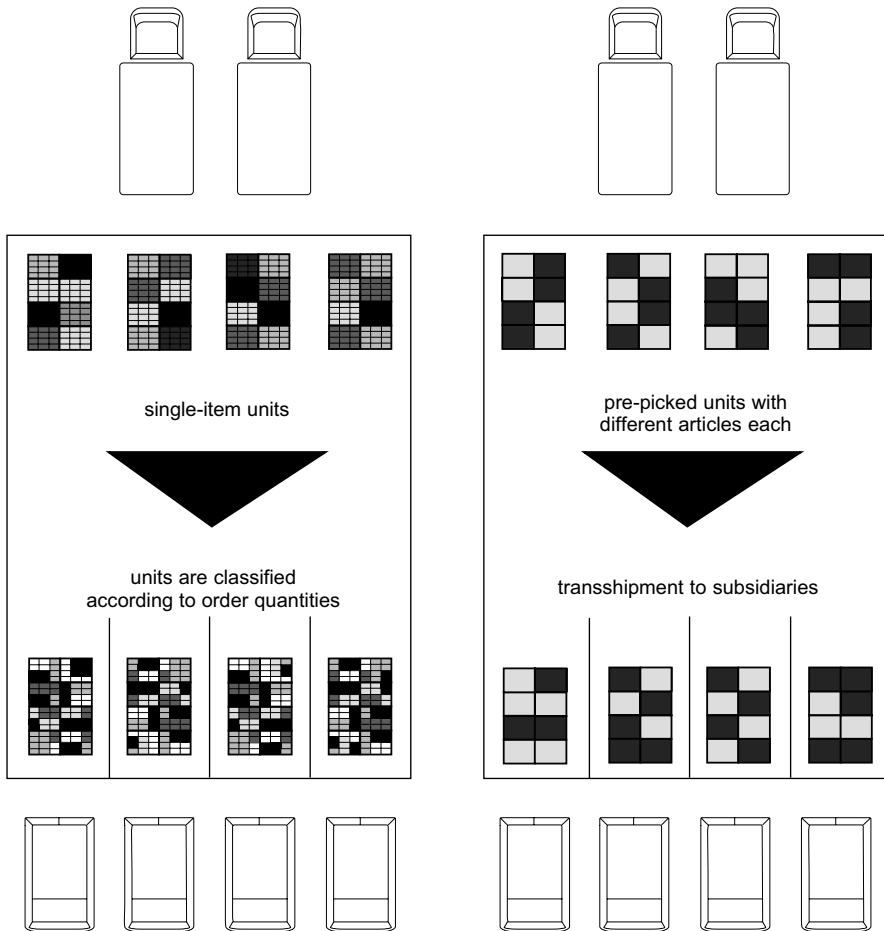 single-item units
units are classified
according to order quantities
pre-picked units with
different articles each
transshipment to subsidiaries